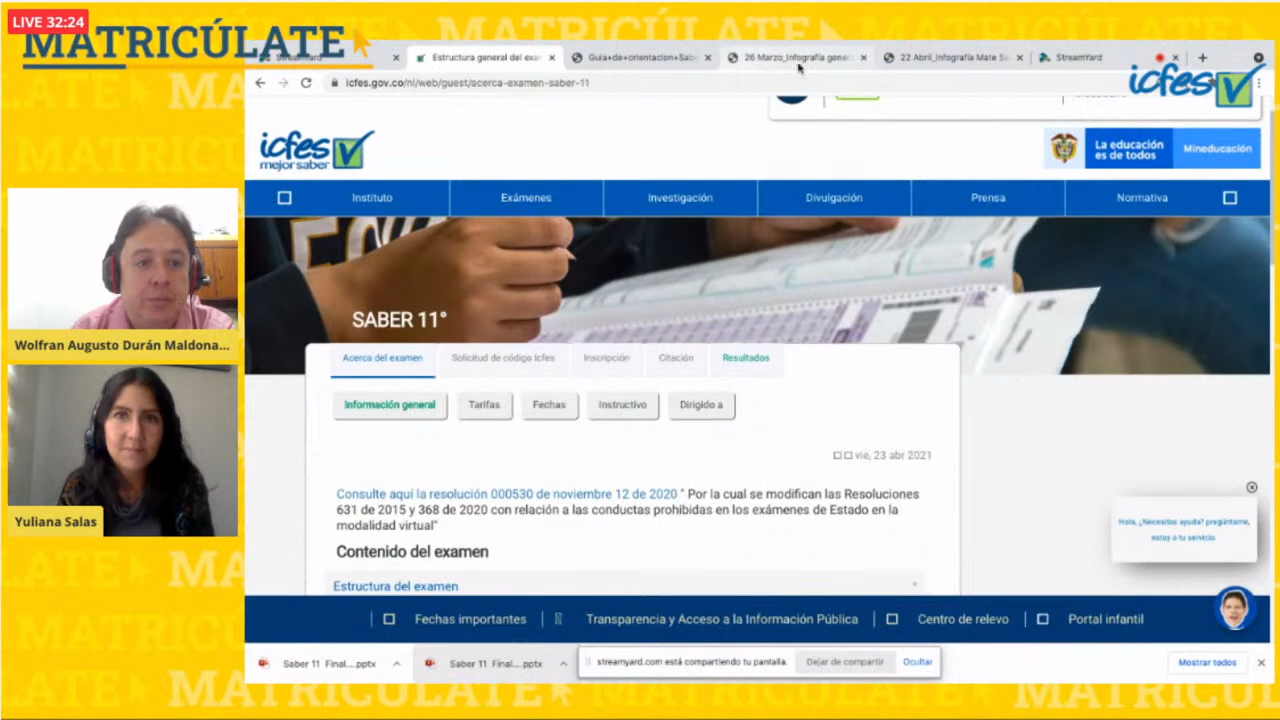 LIVE 32:24
MATRICÚLATE
StreamYard
Estructura general del exa
Guia+de+orientacion+Sab
26 Marzo_Infografía gene
22 Abril_Infografía Mate S
StreamYard
icfes.gov.co/nl/web/guest/acerca-examen-saber-11
icfes
icfes
mejor saber
La educación
es de todos
Mineducación
Instituto
Exámenes
Investigación
Divulgación
Prensa
Normativa
SABER 11°
Acerca del examen
Solicitud de código Icfes
Inscripción
Citación
Resultados
Información general
Tarifas
Fechas
Instructivo
Dirigido a
vie, 23 abr 2021
Consulte aquí la resolución 000530 de noviembre 12 de 2020 " Por la cual se modifican las Resoluciones
631 de 2015 y 368 de 2020 con relación a las conductas prohibidas en los exámenes de Estado en la
modalidad virtual"
Contenido del examen
Estructura del examen
Hola, ¿Necesitas ayuda? pregúntame,
estoy a tu servicio.
Fechas importantes
Transparencia y Acceso a la Información Pública
Centro de relevo
Portal infantil
Saber 11 Final....pptx
Saber 11 Final....pptx
streamyard.com está compartiendo tu pantalla.
Dejar de compartir
Ocultar
Mostrar todos
Wolfran Augusto Durán Maldona...
Yuliana Salas
MATRICÚLATE